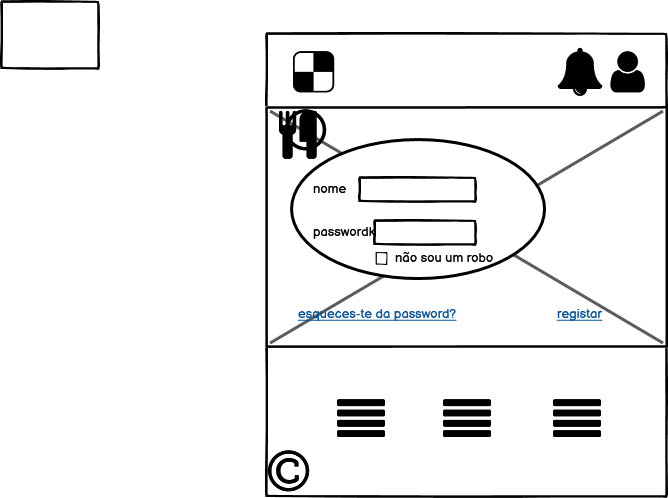 nome
passwordk
não sou um robo
esqueces-te da password?
registar
©